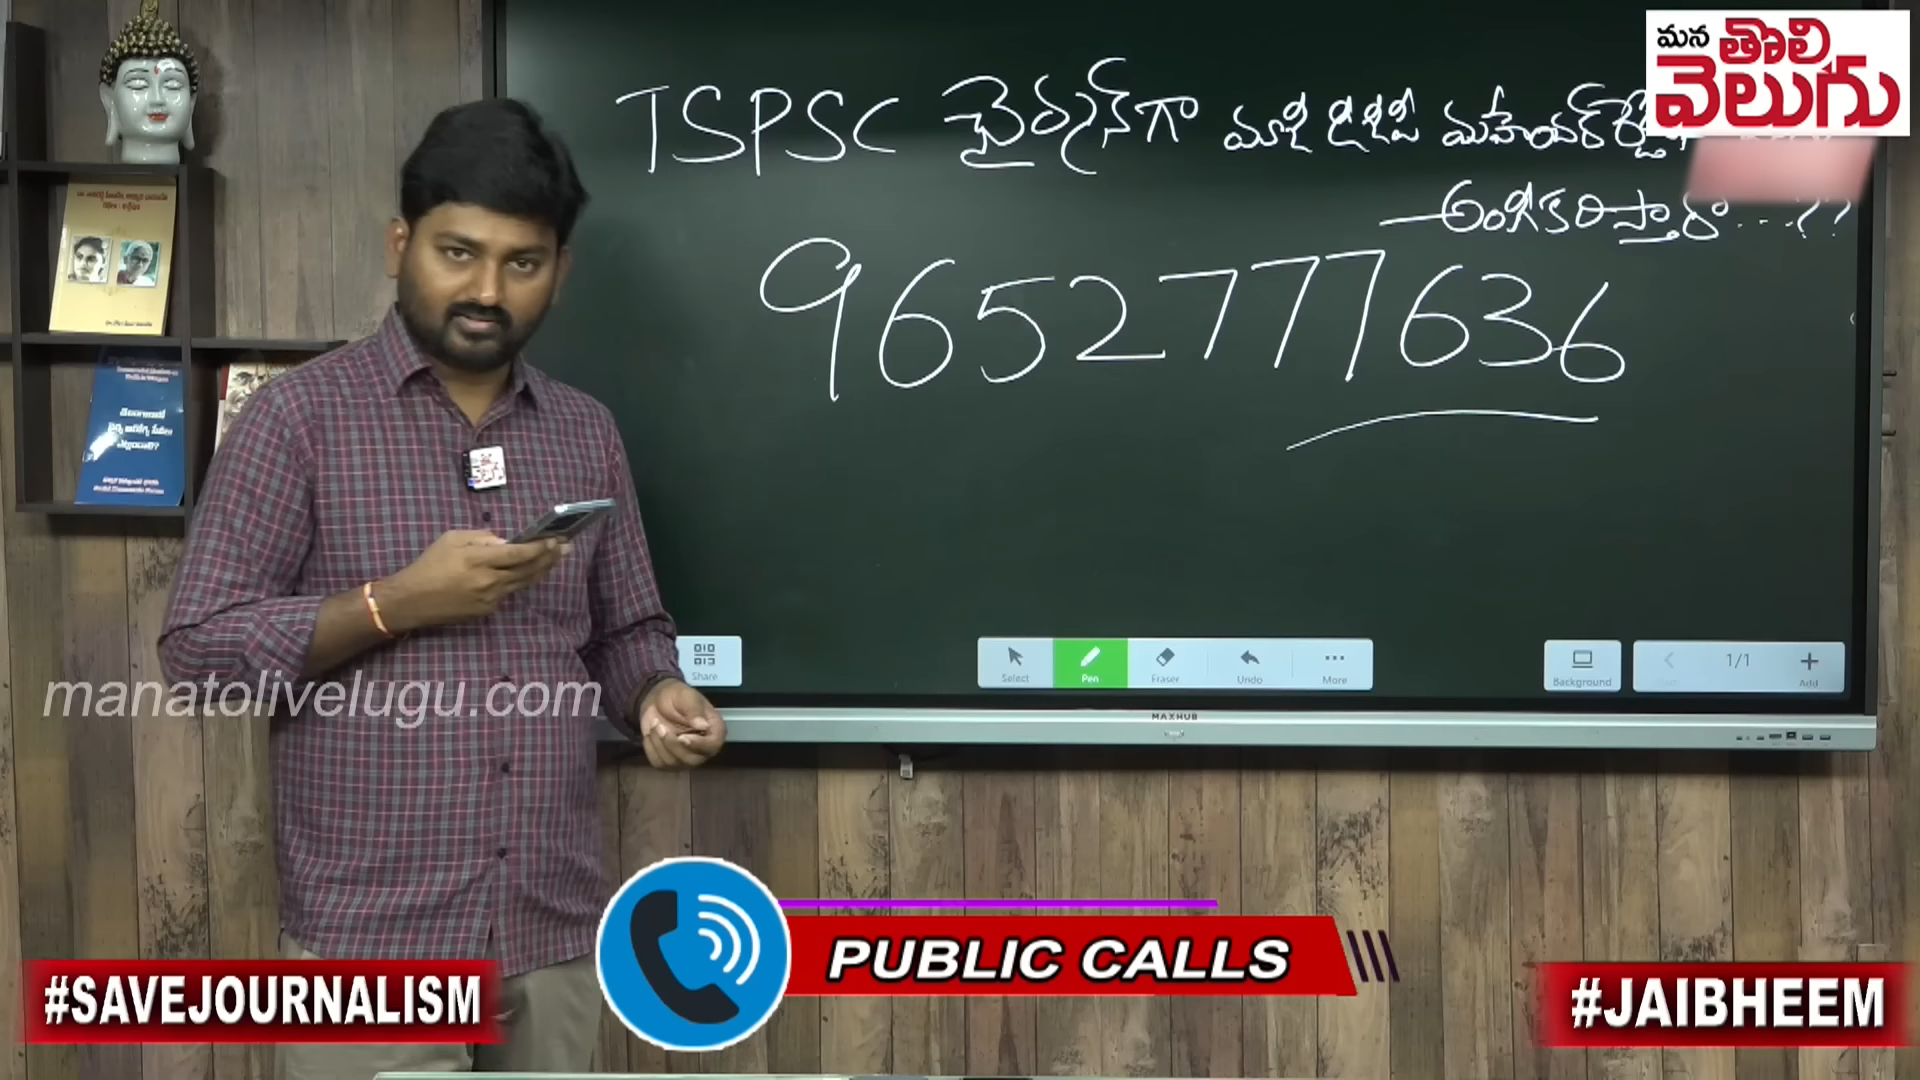 మన
తొలి
వెలుగు
TSPSC ఛైర్మన్‌గా మాజీ డీజీపీ మహేందర్ రెడ్డి
అంగీకరిస్తారా...??
9652777636
Share
Select
Pen
Eraser
Undo
More
Background
1/1
Add
MAXHUB
manatolivelugu.com
PUBLIC CALLS
#SAVEJOURNALISM
#JAIBHEEM